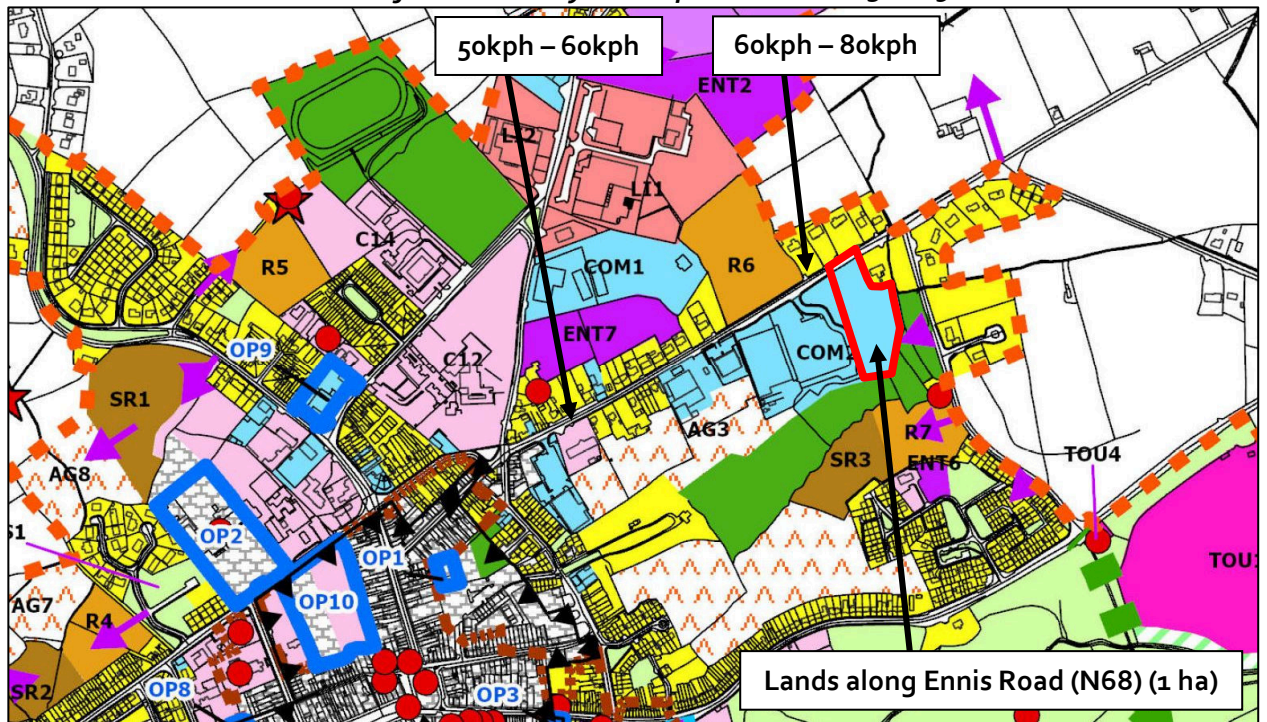 50kph – 60kph
60kph – 80kph
ENT2
LI2
LI1
C14
R5
COM1
R6
ENT7
OP9
C12
COM2
SR1
AG3
R7
SR3
AG8
ENT6
TOU4
OP2
OP1
S1
TOU1
OP10
AG7
R4
SR2
OP8
OP3
Lands along Ennis Road (N68) (1 ha)